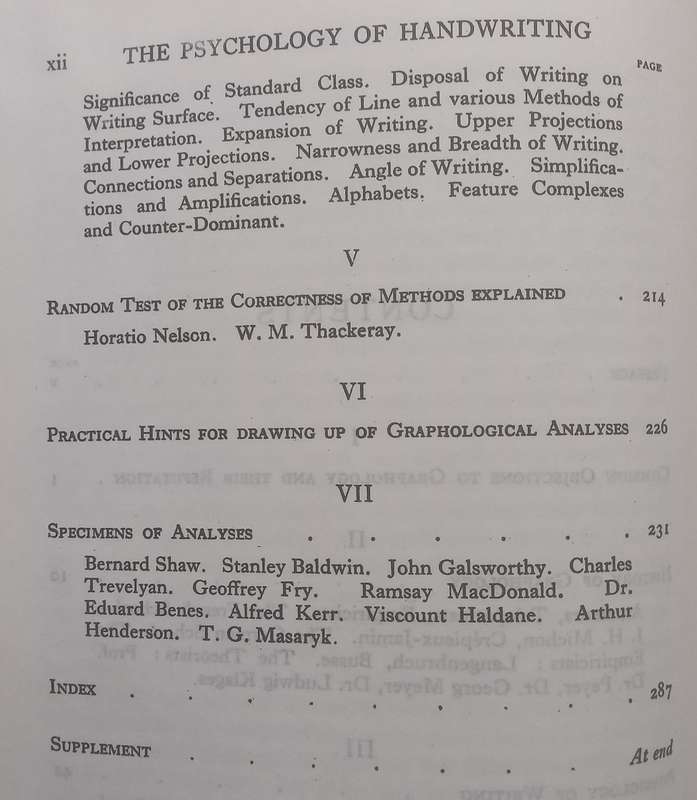 xii THE PSYCHOLOGY OF HANDWRITING
PAGE
Significance of Standard Class. Disposal of Writing on
Writing Surface. Tendency of Line and various Methods of
Interpretation. Expansion of Writing. Upper Projections
and Lower Projections. Narrowness and Breadth of Writing.
Connections and Separations. Angle of Writing. Simplifica-
tions and Amplifications. Alphabets. Feature Complexes
and Counter-Dominant.
V
RANDOM TEST OF THE CORRECTNESS OF METHODS EXPLAINED . 214
Horatio Nelson. W. M. Thackeray.
VI
PRACTICAL HINTS FOR DRAWING UP OF GRAPHOLOGICAL ANALYSES 226
VII
SPECIMENS OF ANALYSES . . . . . . 231
Bernard Shaw. Stanley Baldwin. John Galsworthy. Charles
Trevelyan. Geoffrey Fry. Ramsay MacDonald. Dr.
Eduard Benes. Alfred Kerr. Viscount Haldane. Arthur
Henderson. T. G. Masaryk.
INDEX . . . . . . . . . 287
SUPPLEMENT . . . . . . . At end